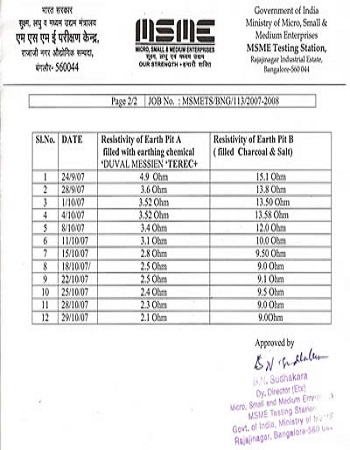 भारत सरकार
सूक्ष्म, लघु व मध्यम उद्यम मंत्रालय
एम एस एम ई परीक्षण केन्द्र,
राजाजी नगर औद्योगिक सम्पदा,
बंगलौर- 560044
MSME
MICRO, SMALL & MEDIUM ENTERPRISES
सूक्ष्म, लघु एवं मध्यम उद्यम
OUR STRENGTH • हमारी शक्ति
Government of India
Ministry of Micro, Small &
Medium Enterprises
MSME Testing Station,
Rajajinagar Industrial Estate,
Bangalore-560 044
Page 2/2 JOB No. : MSMETS/BNG/113/2007-2008
Sl.No. DATE Resistivity of Earth Pit A filled with earthing chemical 'DUVAL MESSIEN 'TEREC+ Resistivity of Earth Pit B ( filled Charcoal & Salt)
1 24/9/07 4.9 Ohm 15.1 Ohm
2 28/9/07 3.6 Ohm 13.8 Ohm
3 1/10/07 3.52 Ohm 13.50 Ohm
4 4/10/07 3.52 Ohm 13.58 Ohm
5 8/10/07 3.4 Ohm 12.0 Ohm
6 11/10/07 3.1 Ohm 10.0 Ohm
7 15/10/07 2.8 Ohm 9.50 Ohm
8 18/10/07 2.5 Ohm 9.0 Ohm
9 22/10/07 2.5 Ohm 9.1 Ohm
10 25/10/07 2.4 Ohm 9.5 Ohm
11 28/10/07 2.3 Ohm 9.0 Ohm
12 29/10/07 2.1 Ohm 9.0Ohm
Approved by
B.N. Sudhakara
Dy. Director (Elx)
Micro, Small and Medium
MSME Testing Station
Govt. of India, Ministry of
Rajajinagar, Bangalore-560